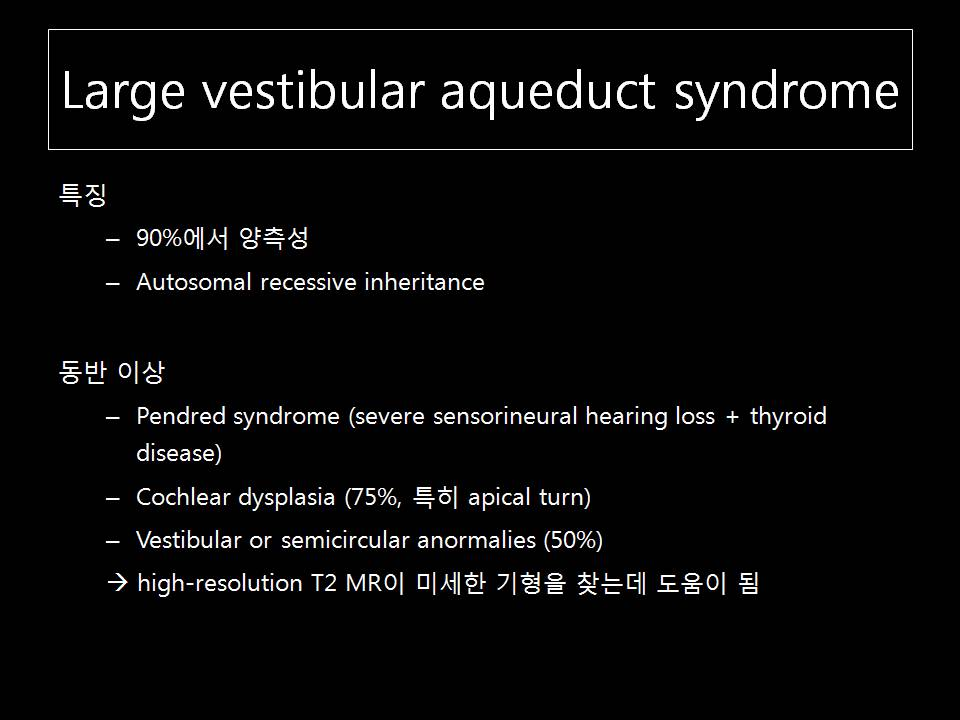 Large vestibular aqueduct syndrome
특징
– 90%에서 양측성
– Autosomal recessive inheritance
동반 이상
– Pendred syndrome (severe sensorineural hearing loss + thyroid
disease)
– Cochlear dysplasia (75%, 특히 apical turn)
– Vestibular or semicircular anormalies (50%)
→ high-resolution T2 MR이 미세한 기형을 찾는데 도움이 됨